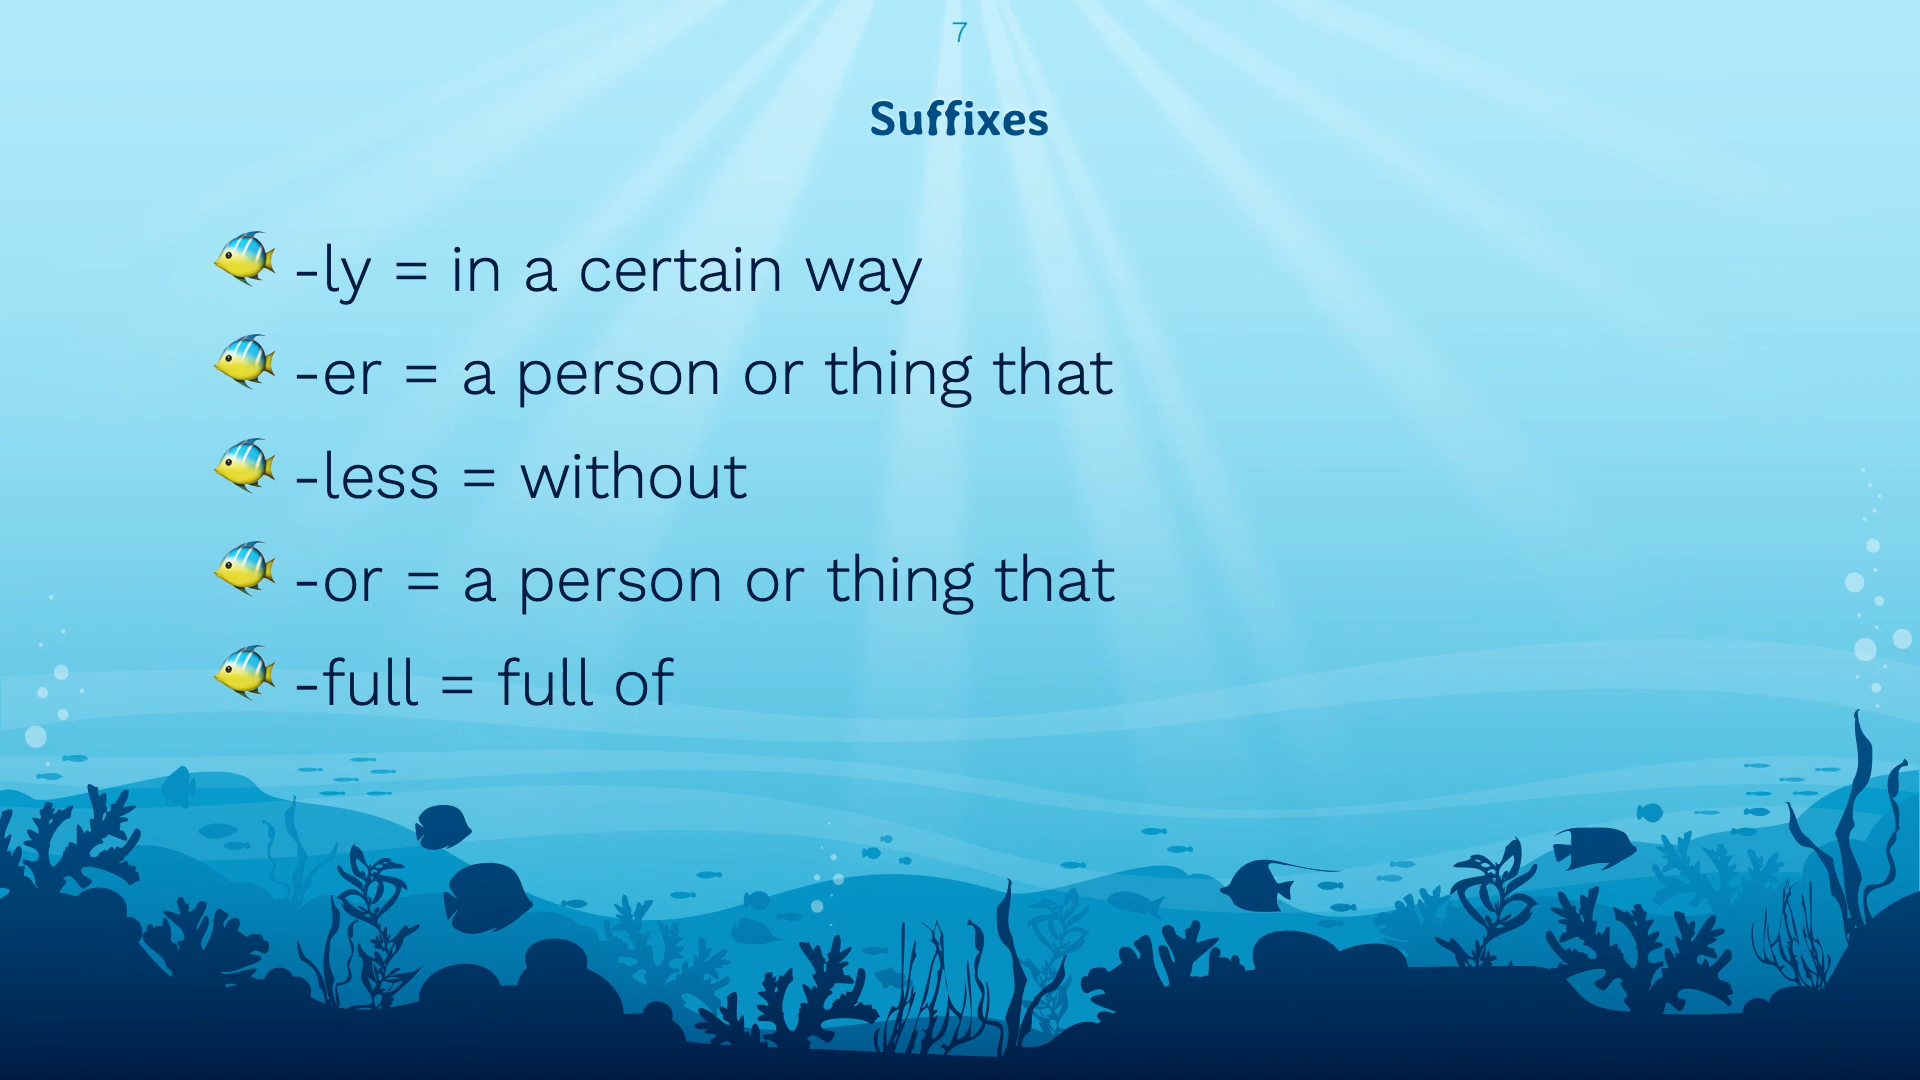 7
Suffixes
-ly = in a certain way
-er = a person or thing that
-less = without
-or = a person or thing that
-full = full of